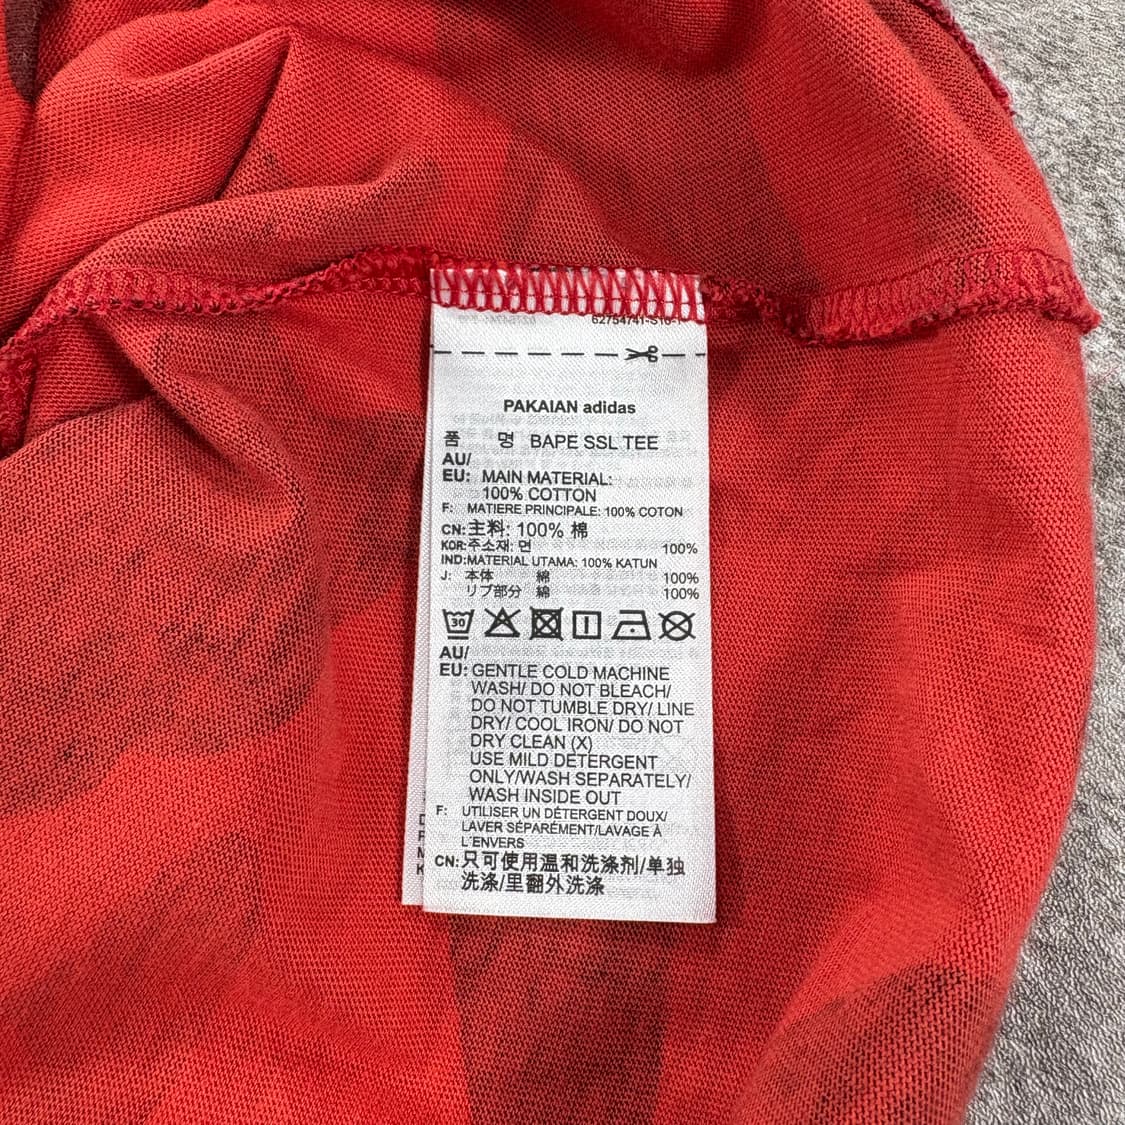 62754741-S10-1
PAKAIAN adidas
품 명 BAPE SSL TEE
AU/
EU: MAIN MATERIAL:
100% COTTON
F: MATIERE PRINCIPALE: 100% COTON
CN:主料: 100% 棉
KOR:주소재: 면 100%
IND:MATERIAL UTAMA: 100% KATUN
J: 本体 綿 100%
リブ部分 綿 100%
30
AU/
EU: GENTLE COLD MACHINE
WASH/ DO NOT BLEACH/
DO NOT TUMBLE DRY/ LINE
DRY/ COOL IRON/ DO NOT
DRY CLEAN (X)
USE MILD DETERGENT
ONLY/WASH SEPARATELY/
WASH INSIDE OUT
F: UTILISER UN DÉTERGENT DOUX/
LAVER SÉPARÉMENT/LAVAGE À
L´ENVERS
CN:只可使用温和洗涤剂/单独
洗涤/里翻外洗涤